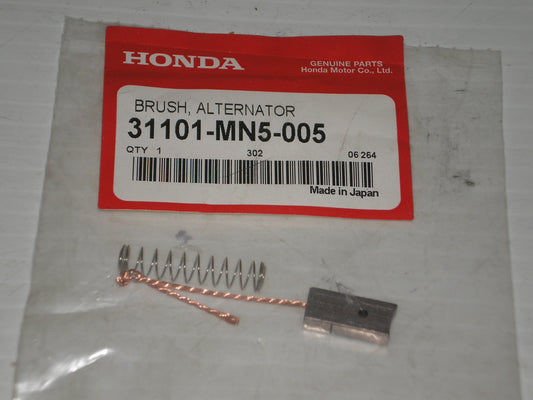 HONDA
GENUINE PARTS
Honda Motor Co., Ltd.
BRUSH, ALTERNATOR
31101-MN5-005
QTY 1 302 06 264
Made in Japan